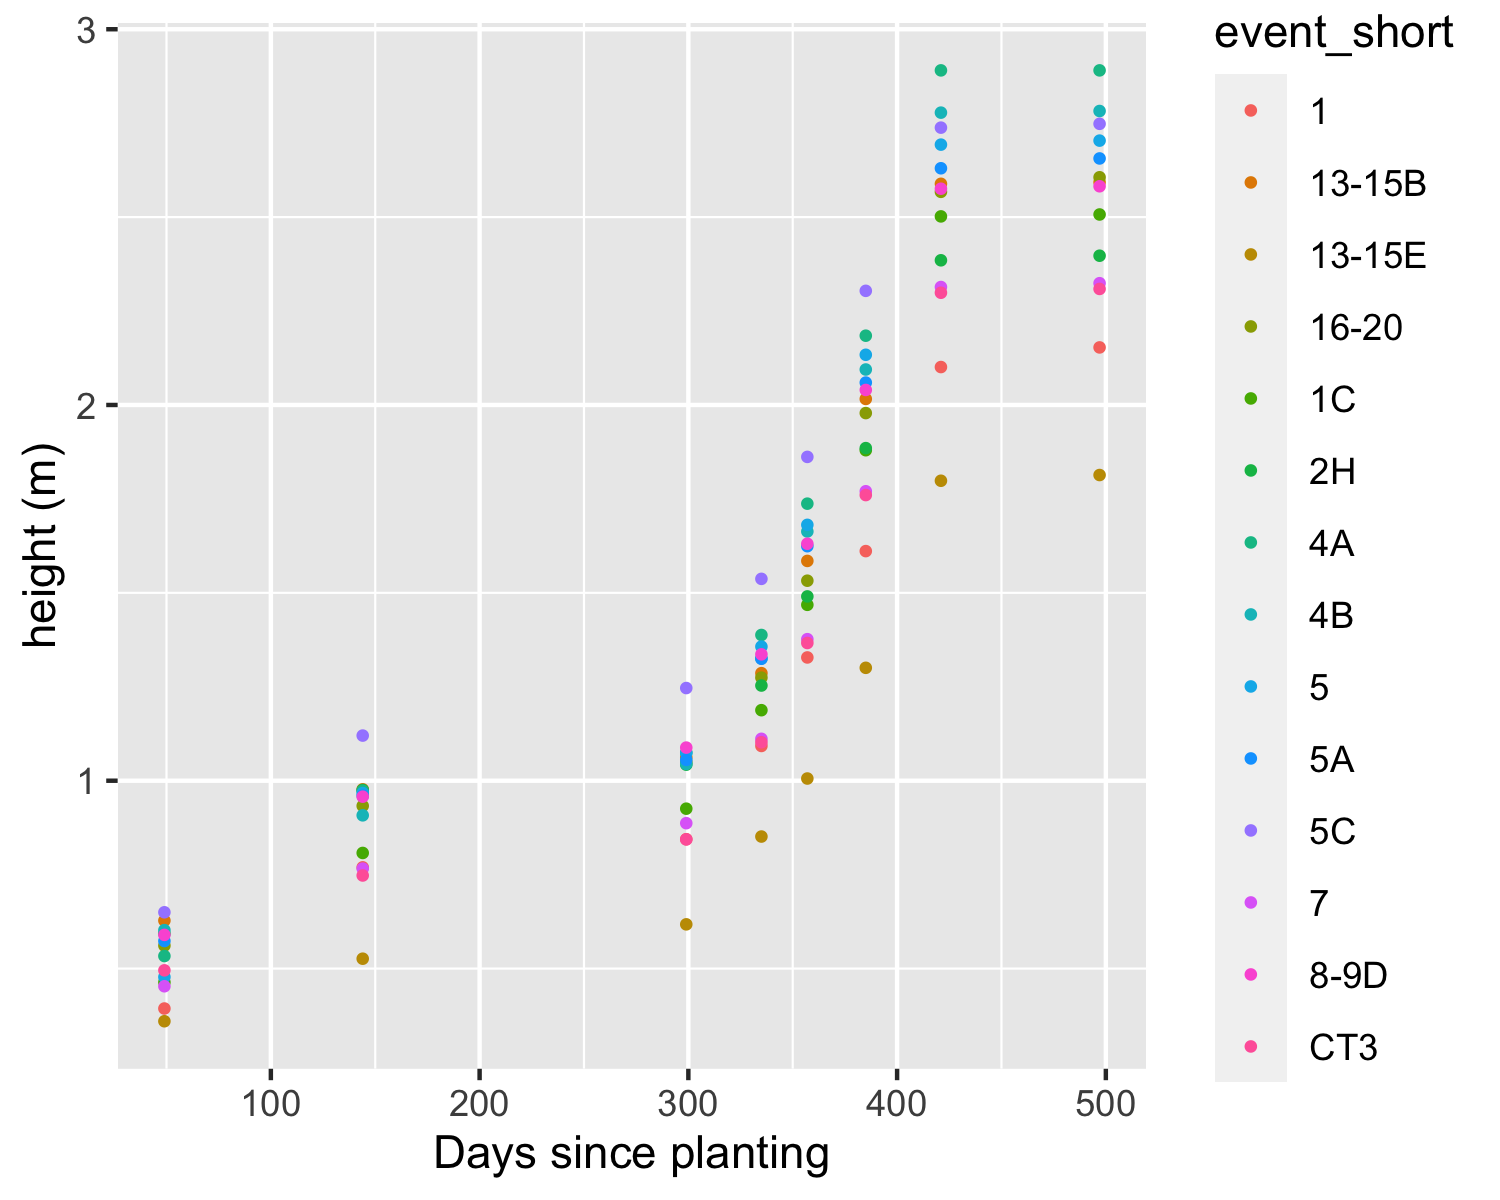 3
2
1
height (m)
100 200 300 400 500
Days since planting
event_short
1
13-15B
13-15E
16-20
1C
2H
4A
4B
5
5A
5C
7
8-9D
CT3